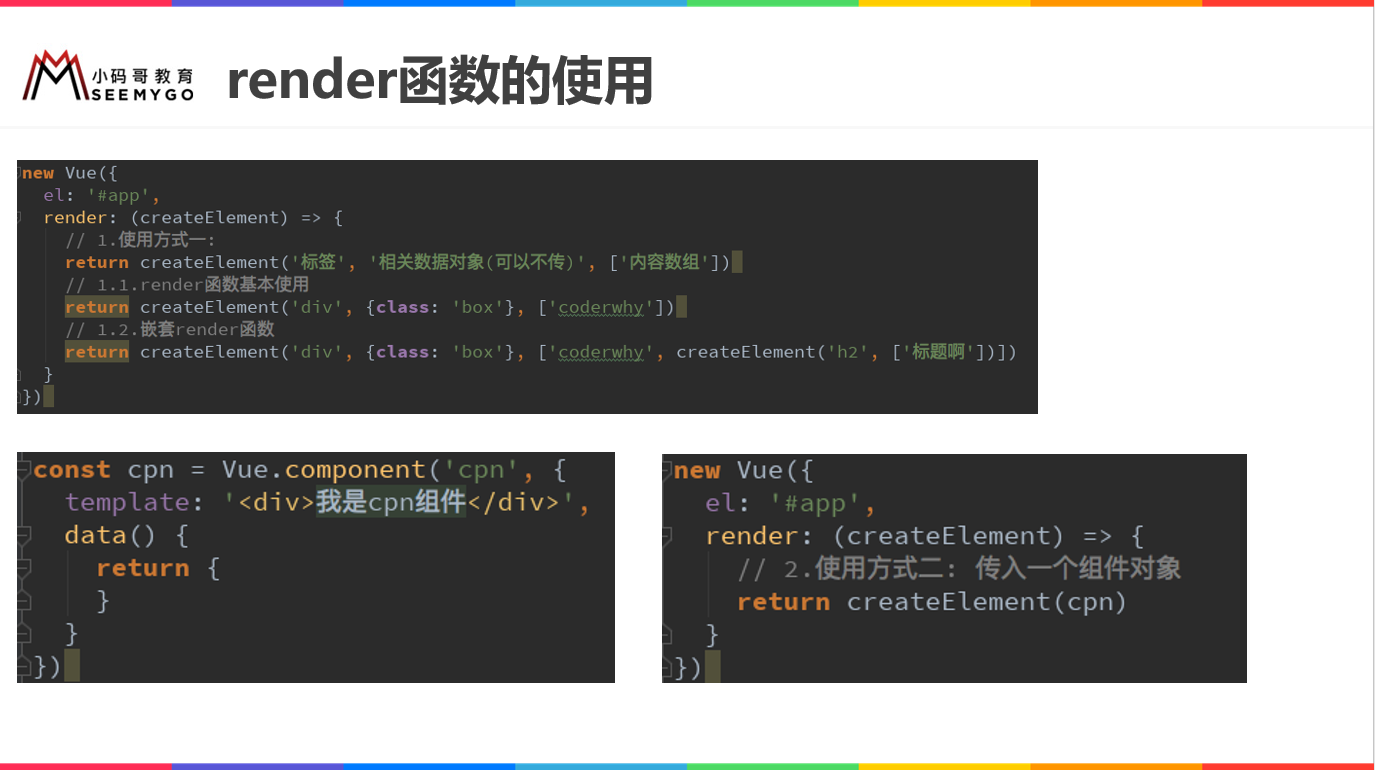 小码哥教育
SEEMYGO
render函数的使用
new Vue({
  el: '#app',
  render: (createElement) => {
    // 1.使用方式一:
    return createElement('标签', '相关数据对象(可以不传)', ['内容数组'])
    // 1.1.render函数基本使用
    return createElement('div', {class: 'box'}, ['coderwhy'])
    // 1.2.嵌套render函数
    return createElement('div', {class: 'box'}, ['coderwhy', createElement('h2', ['标题啊'])])
  }
})
const cpn = Vue.component('cpn', {
  template: '<div>我是cpn组件</div>',
  data() {
    return {
    }
  }
})
new Vue({
  el: '#app',
  render: (createElement) => {
    // 2.使用方式二: 传入一个组件对象
    return createElement(cpn)
  }
})